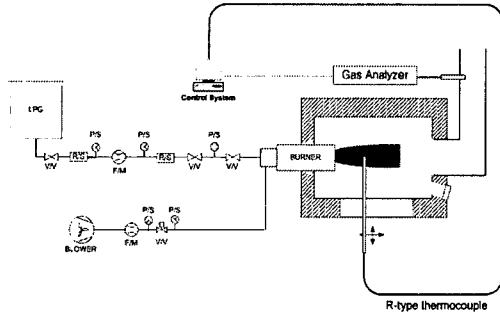 Gas Analyzer
Control System
LPG
P/S
P/S
P/S
V/V
F/M
V/V
V/V
BURNER
P/S
P/S
BLOWER
F/M
V/V
R-type thermocouple